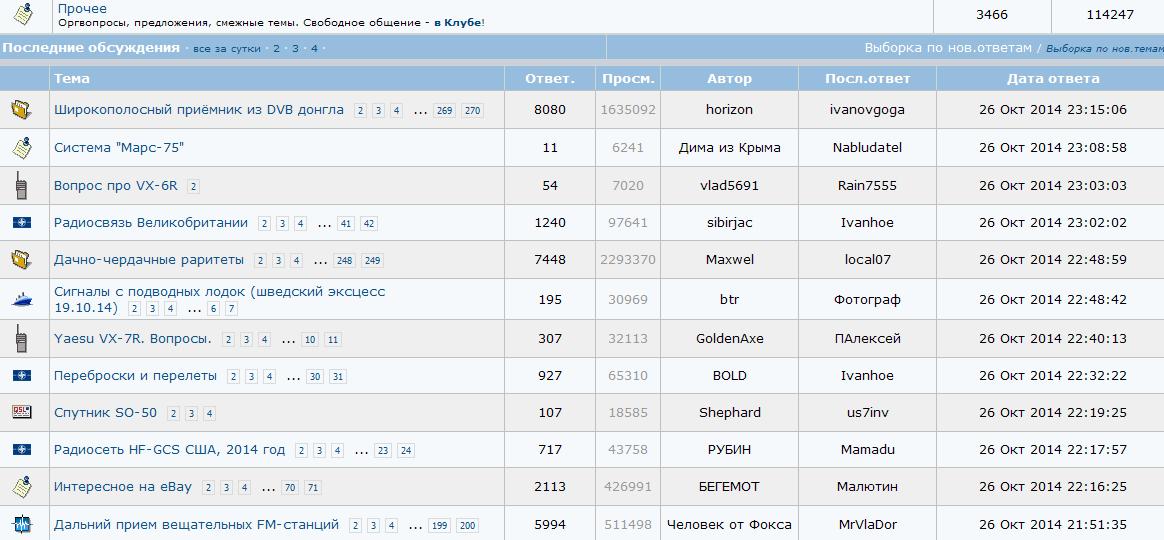 Прочее
Оргвопросы, предложения, смежные темы. Свободное общение - в Клубе! 3466 114247
Последние обсуждения · все за сутки · 2 · 3 · 4 · Выборка по нов.ответам / Выборка по нов.темам
Тема Ответ. Просм. Автор Посл.ответ Дата ответа
Широкополосный приёмник из DVB донгла 2 3 4 ... 269 270 8080 1635092 horizon ivanovgoga 26 Окт 2014 23:15:06
Система "Марс-75" 11 6241 Дима из Крыма Nabludatel 26 Окт 2014 23:08:58
Вопрос про VX-6R 2 54 7020 vlad5691 Rain7555 26 Окт 2014 23:03:03
Радиосвязь Великобритании 2 3 4 ... 41 42 1240 97641 sibirjac Ivanhoe 26 Окт 2014 23:02:02
Дачно-чердачные раритеты 2 3 4 ... 248 249 7448 2293370 Maxwel local07 26 Окт 2014 22:48:59
Сигналы с подводных лодок (шведский эксцесс
19.10.14) 2 3 4 ... 6 7 195 30969 btr Фотограф 26 Окт 2014 22:48:42
Yaesu VX-7R. Вопросы. 2 3 4 ... 10 11 307 32113 GoldenAxe ПАлексей 26 Окт 2014 22:40:13
Переброски и перелеты 2 3 4 ... 30 31 927 65310 BOLD Ivanhoe 26 Окт 2014 22:32:22
QSL Спутник SO-50 2 3 4 107 18585 Shephard us7inv 26 Окт 2014 22:19:25
Радиосеть HF-GCS США, 2014 год 2 3 4 ... 23 24 717 43758 РУБИН Mamadu 26 Окт 2014 22:17:57
Интересное на eBay 2 3 4 ... 70 71 2113 426991 БЕГЕМОТ Малютин 26 Окт 2014 22:16:25
Дальний прием вещательных FM-станций 2 3 4 ... 199 200 5994 511498 Человек от Фокса MrVlaDor 26 Окт 2014 21:51:35